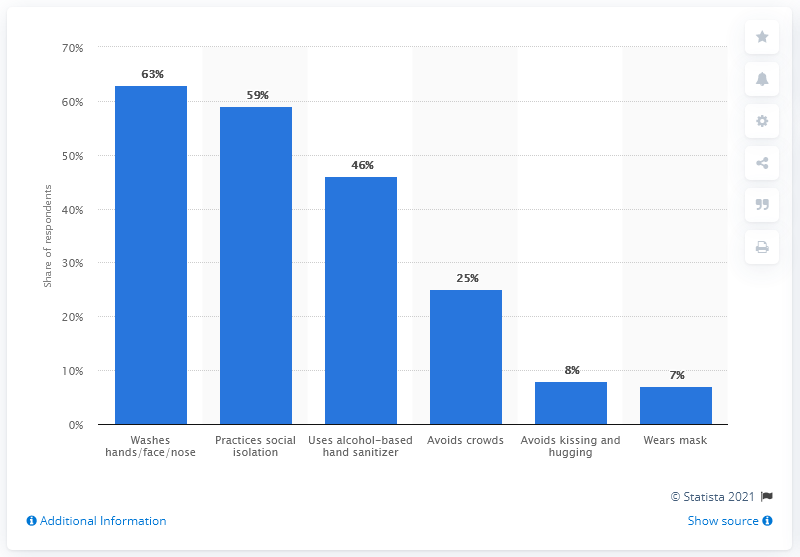 70%
60%
50%
40%
30%
20%
10%
0%
Share of respondents
63%
59%
46%
25%
8%
7%
Washes
hands/face/nose
Practices social
isolation
Uses alcohol-based
hand sanitizer
Avoids crowds
Avoids kissing and
hugging
Wears mask
© Statista 2021
Additional Information
Show source